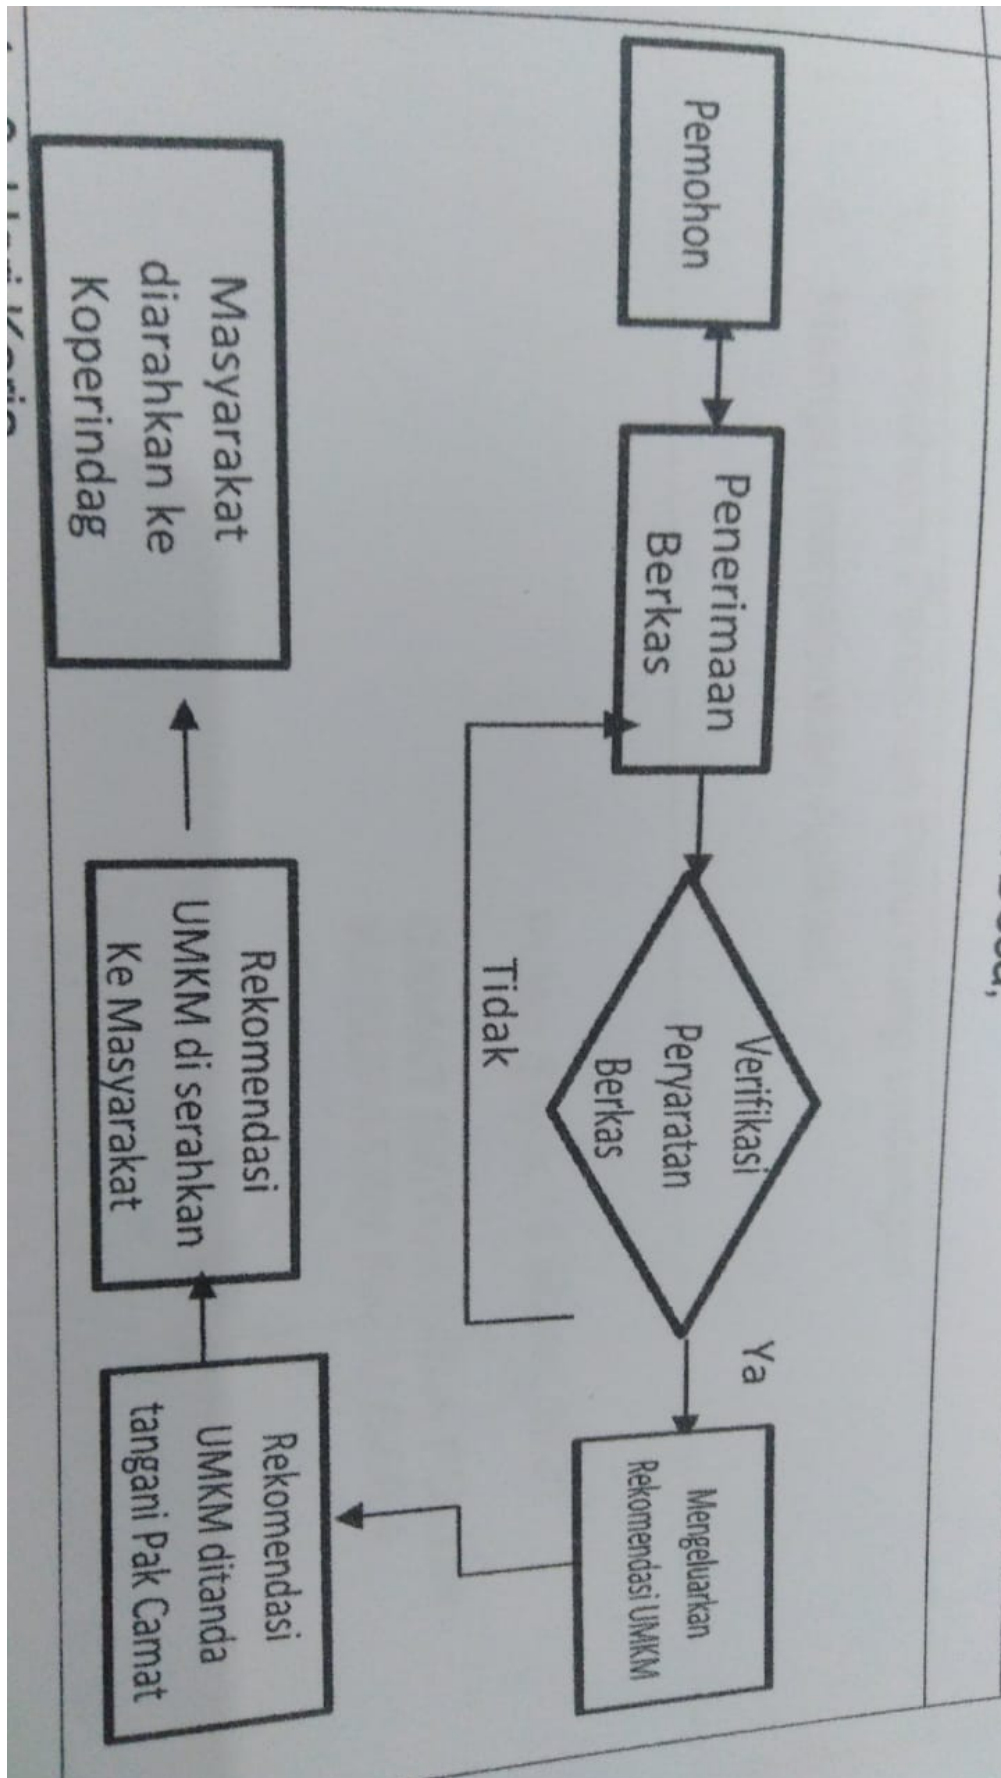 Pemohon
Penerimaan
Berkas
Verifikasi
Peryaratan
Berkas
Ya
Tidak
Mengeluarkan
Rekomendasi UMKM
Rekomendasi
UMKM ditanda
tangani Pak Camat
Rekomendasi
UMKM di serahkan
Ke Masyarakat
Masyarakat
diarahkan ke
Koperindag